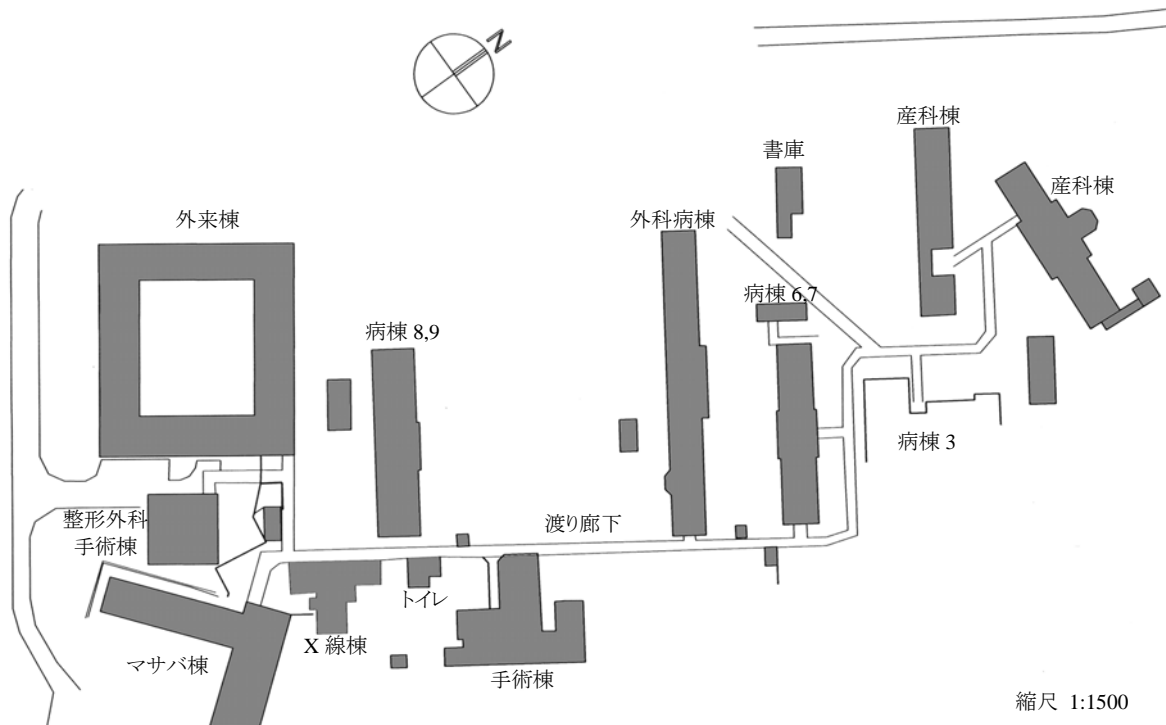 N
産科棟
書庫
産科棟
外来棟
外科病棟
病棟 6,7
病棟 8,9
病棟 3
整形外科
手術棟
渡り廊下
トイレ
X 線棟
マサバ棟
手術棟
縮尺 1:1500